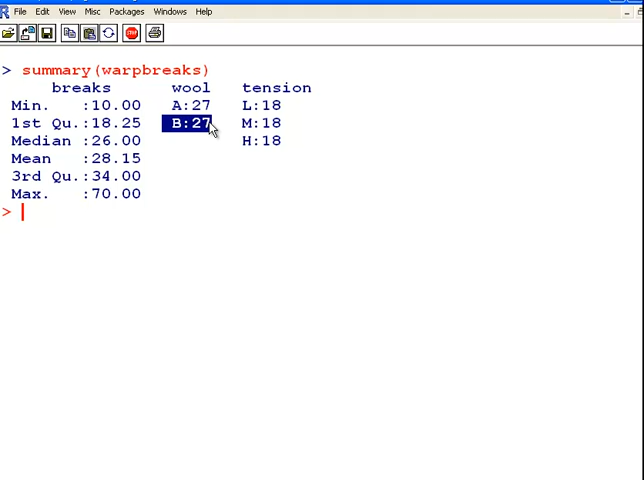 File Edit View Misc Packages Windows Help
STOP
> summary(warpbreaks)
breaks wool tension
Min. :10.00 A:27 L:18
1st Qu.:18.25 B:27 M:18
Median :26.00 H:18
Mean :28.15
3rd Qu.:34.00
Max. :70.00
>